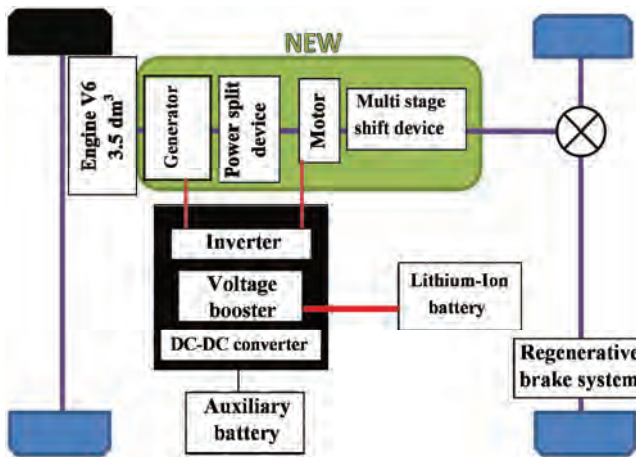 NEW
Engine V6
3.5 dm³
Generator
Power split
device
Motor
Multi stage
shift device
Inverter
Voltage
booster
DC-DC converter
Lithium-Ion
battery
Auxiliary
battery
Regenerative
brake system